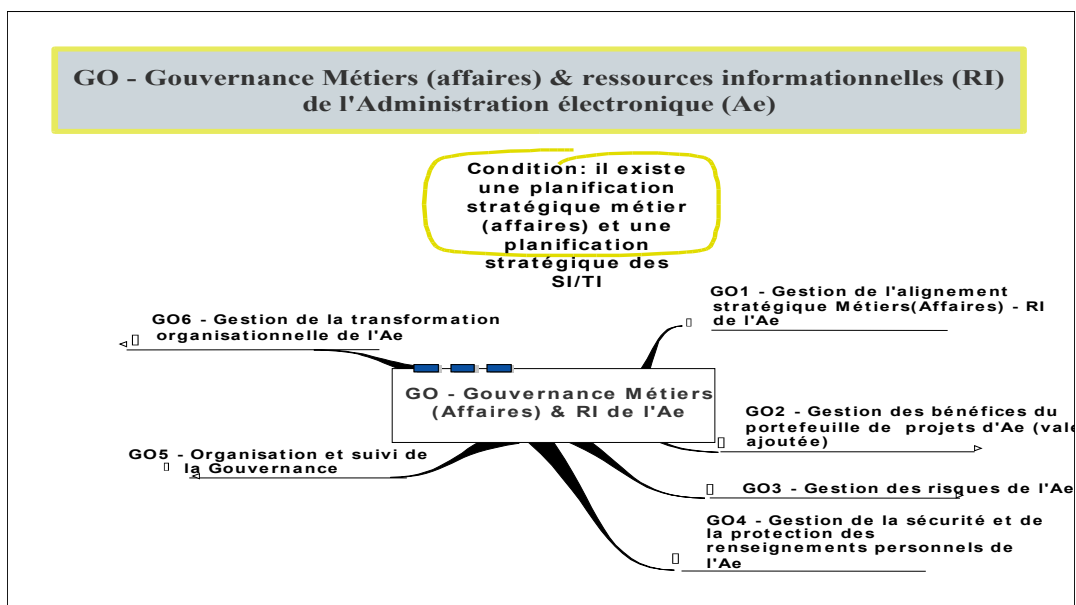 GO - Gouvernance Métiers (affaires) & ressources informationnelles (RI)
de l'Administration électronique (Ae)
Condition: il existe
une planification
stratégique métier
(affaires) et une
planification
stratégique des
SI/TI
GO1 - Gestion de l'alignement
stratégique Métiers(Affaires) - RI
de l'Ae
GO6 - Gestion de la transformation
organisationnelle de l'Ae
GO - Gouvernance Métiers
(Affaires) & RI de l'Ae
GO2 - Gestion des bénéfices du
portefeuille de projets d'Ae (vale
ajoutée)
GO5 - Organisation et suivi de
la Gouvernance
GO3 - Gestion des risques de l'Ae
GO4 - Gestion de la sécurité et de
la protection des
renseignements personnels de
l'Ae